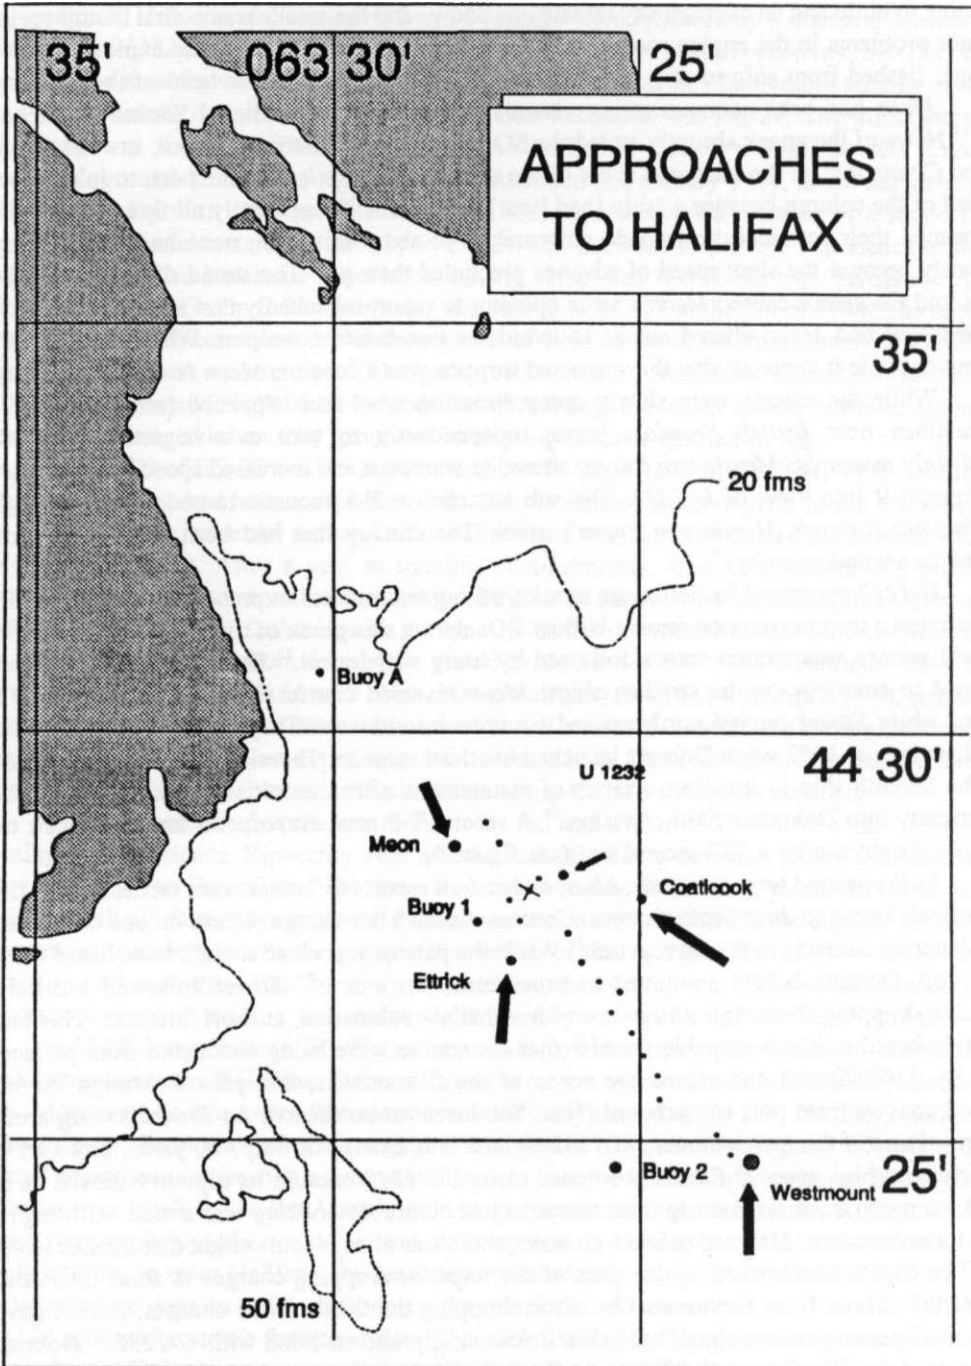 35'
063
30'
25'
APPROACHES
TO HALIFAX
35'
20 fms
Buoy A
44 30'
U 1232
Meon
Coaticook
Buoy 1
Ettrick
25'
Buoy 2
Westmount
50 fms